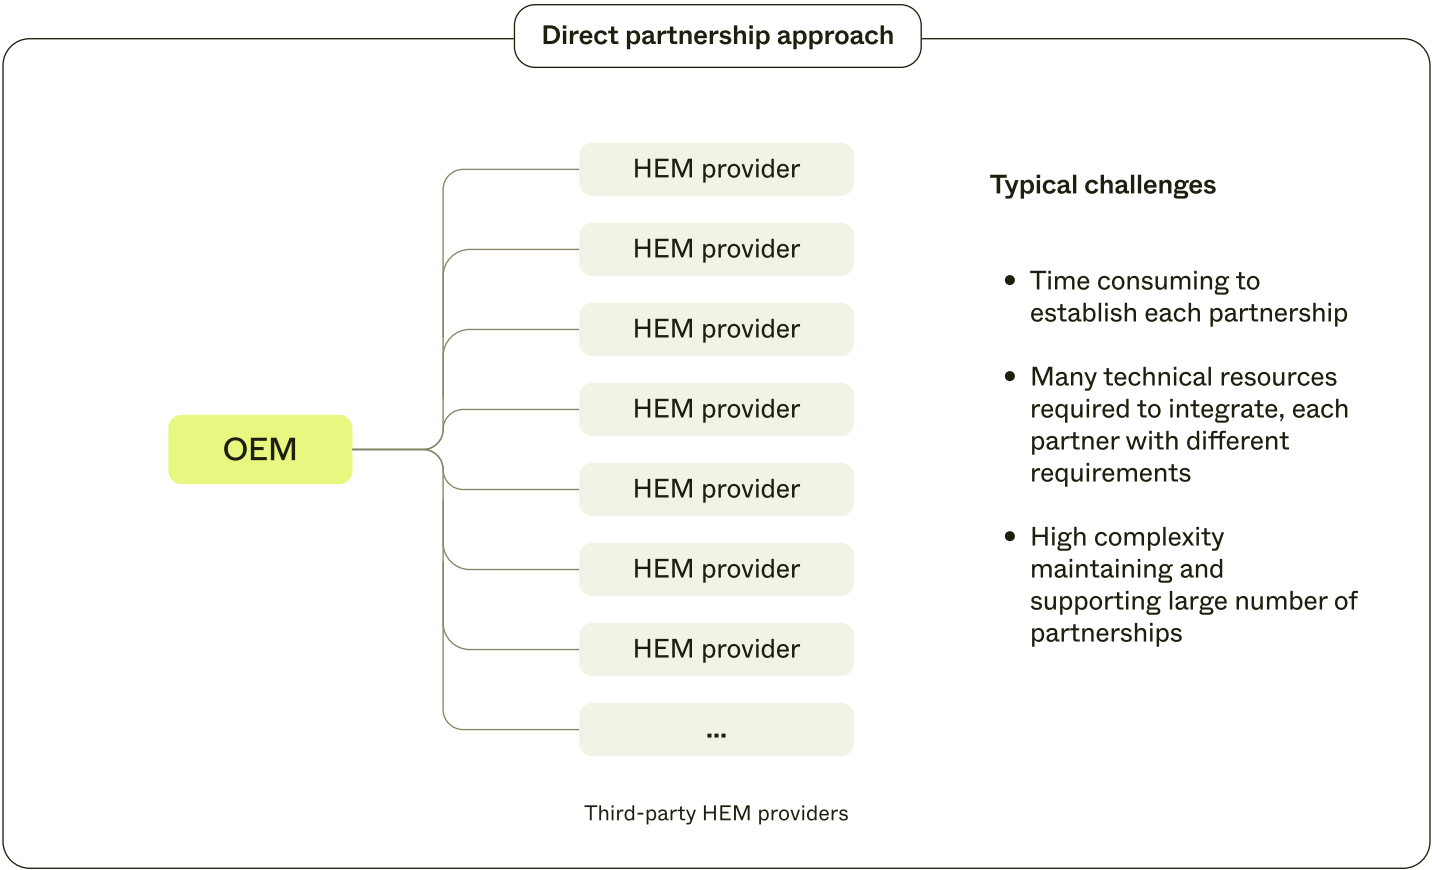 Direct partnership approach
OEM
HEM provider
HEM provider
HEM provider
HEM provider
HEM provider
HEM provider
HEM provider
...
Third-party HEM providers
Typical challenges
• Time consuming to
establish each partnership
• Many technical resources
required to integrate, each
partner with different
requirements
• High complexity
maintaining and
supporting large number of
partnerships